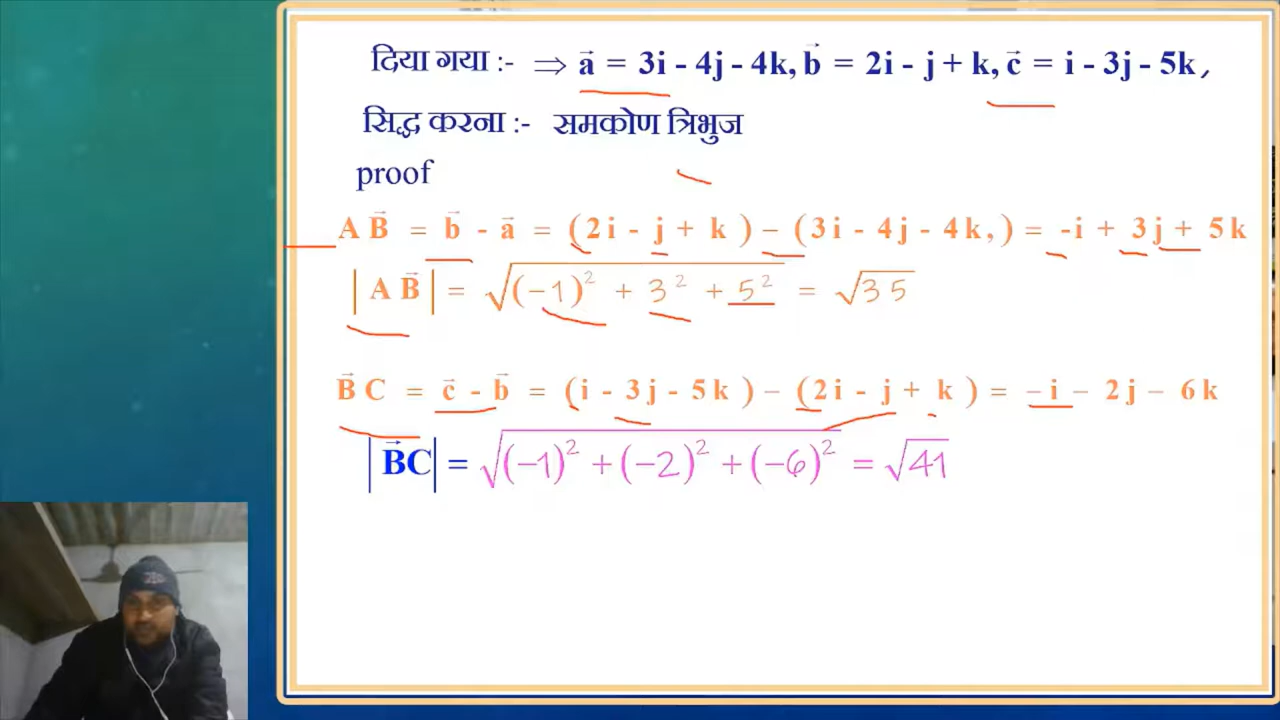 दिया गया :- ⇒ a⃗ = 3i - 4j - 4k, b⃗ = 2i - j + k, c⃗ = i - 3j - 5k,
सिद्ध करना :- समकोण त्रिभुज
proof
AB⃗ = b⃗ - a⃗ = (2i - j + k) − (3i - 4j - 4k,) = -i + 3j + 5k
|AB⃗| = √((−1)² + 3² + 5²) = √35
B⃗C = c⃗ - b⃗ = (i - 3j - 5k) − (2i - j + k) = −i − 2j − 6k
|B⃗C| = √((−1)² + (−2)² + (−6)²) = √41